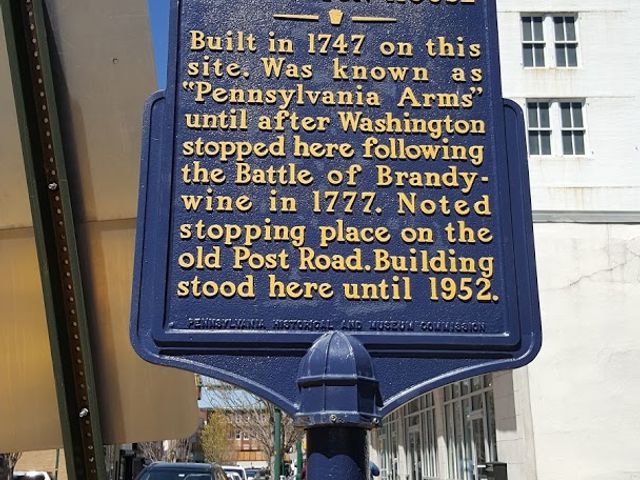 HOUSE
Built in 1747 on this
site. Was known as
"Pennsylvania Arms"
until after Washington
stopped here following
the Battle of Brandy-
wine in 1777. Noted
stopping place on the
old Post Road. Building
stood here until 1952.
PENNSYLVANIA HISTORICAL AND MUSEUM COMMISSION